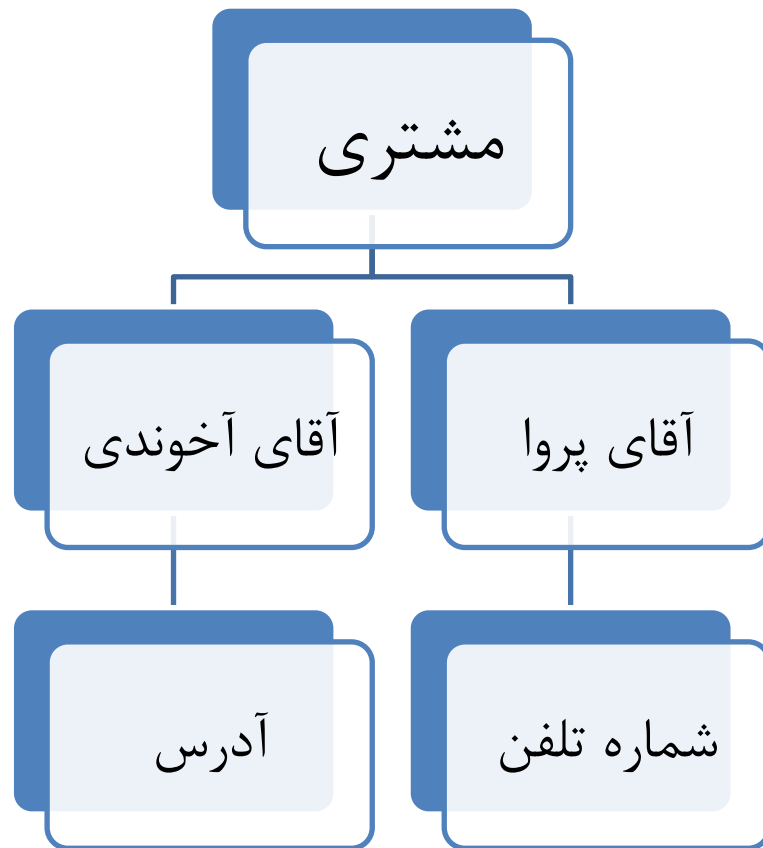 مشتری
آقای پروا
آقای آخوندی
شماره تلفن
آدرس